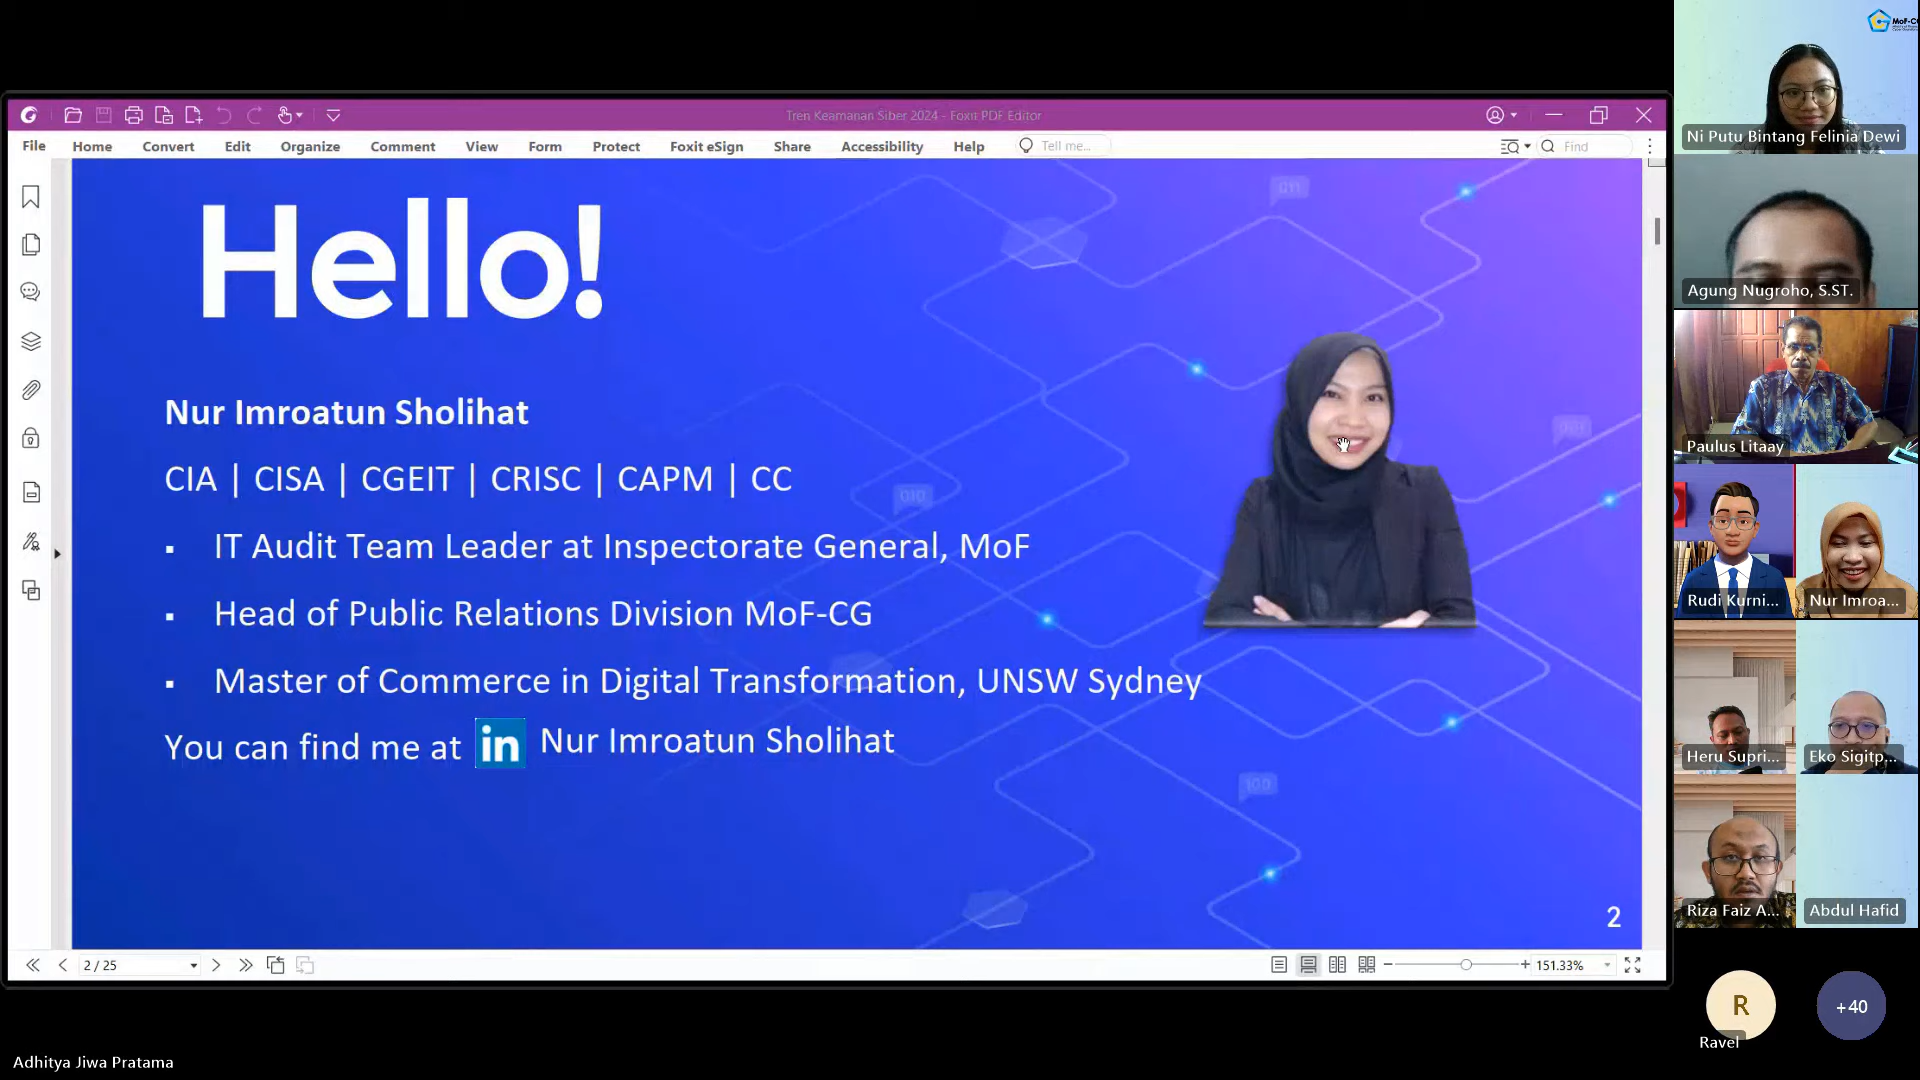 Tren Keamanan Siber 2024 - Foxit PDF Editor
File Home Convert Edit Organize Comment View Form Protect Foxit eSign Share Accessibility Help Tell me... Find
Hello!
Nur Imroatun Sholihat
CIA | CISA | CGEIT | CRISC | CAPM | CC
▪ IT Audit Team Leader at Inspectorate General, MoF
▪ Head of Public Relations Division MoF-CG
▪ Master of Commerce in Digital Transformation, UNSW Sydney
You can find me at in Nur Imroatun Sholihat
011
001
010
100
2
2 / 25
151.33%
Adhitya Jiwa Pratama
MoF-C
Ni Putu Bintang Felinia Dewi
Agung Nugroho, S.ST.
Paulus Litaay
Rudi Kurni...
Nur Imroa...
Heru Supri...
Eko Sigitp...
Riza Faiz A...
Abdul Hafid
R
Ravel
+40